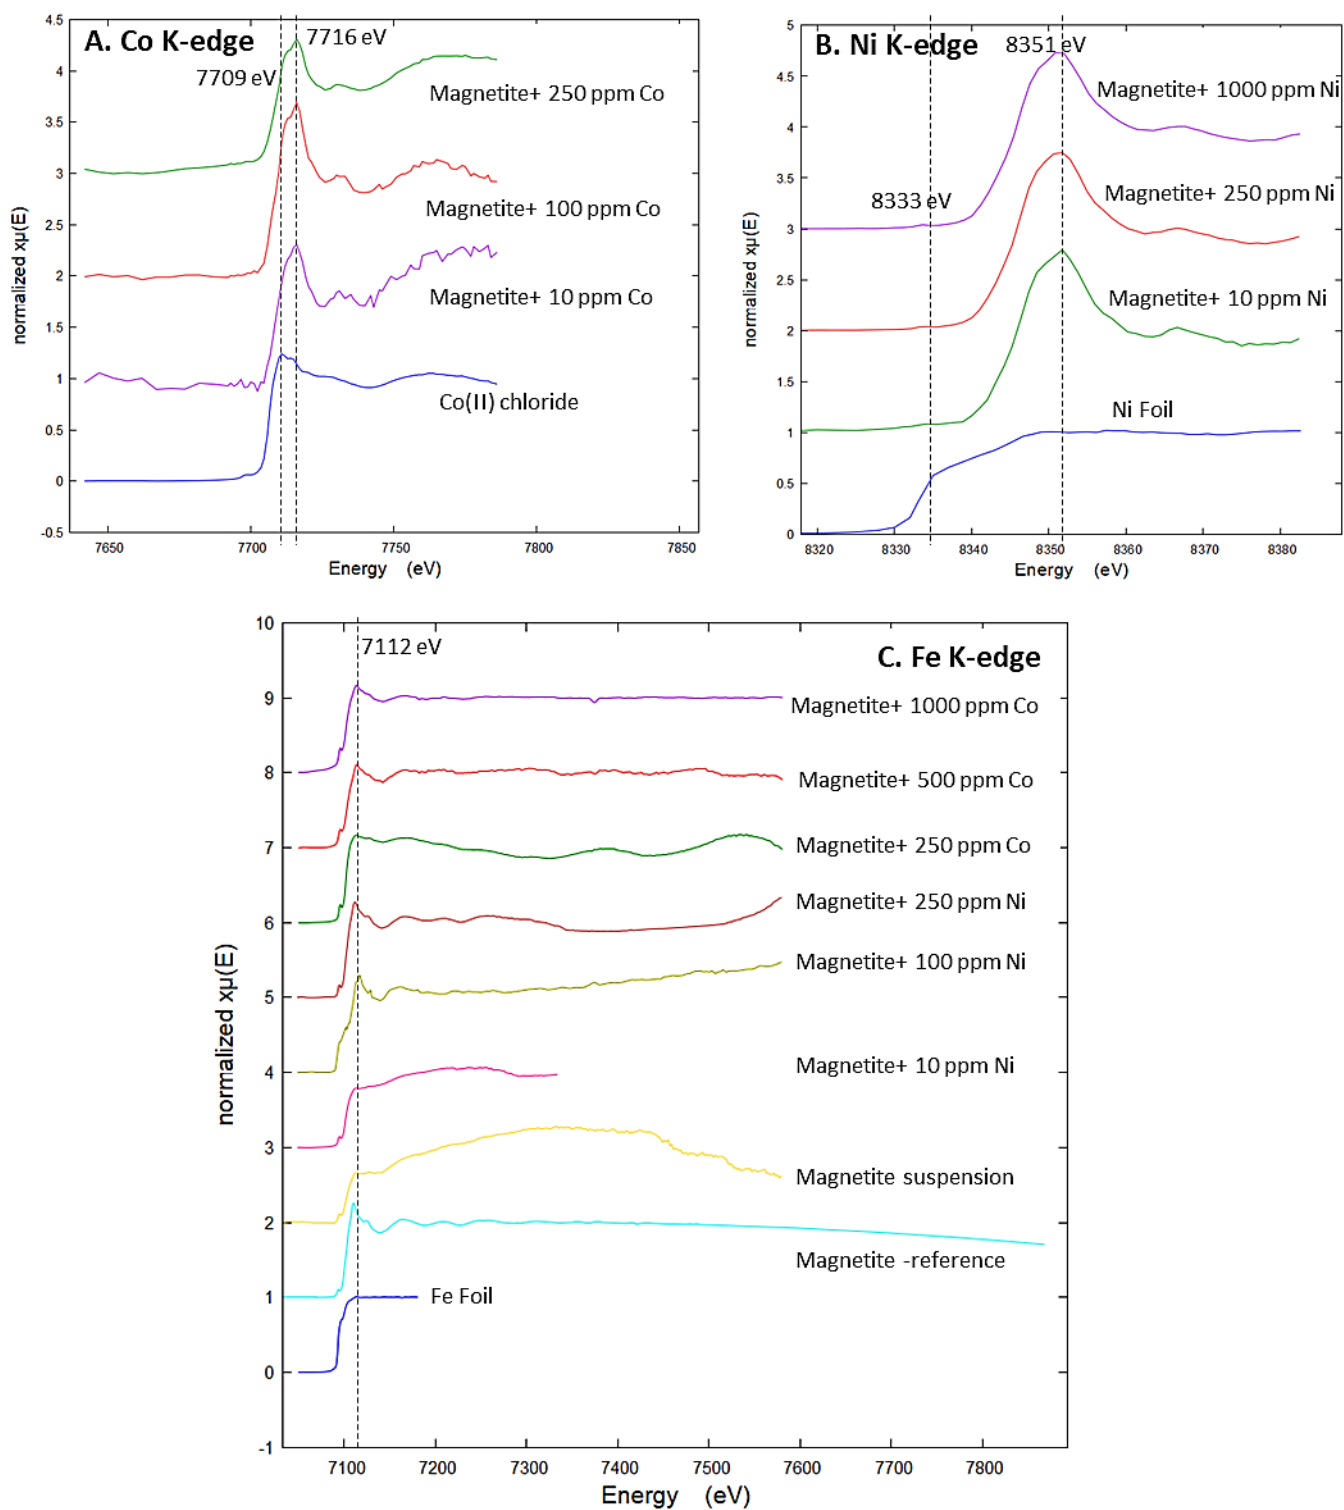 A. Co K-edge
7716 eV
7709 eV
Magnetite+ 250 ppm Co
Magnetite+ 100 ppm Co
Magnetite+ 10 ppm Co
Co(II) chloride
normalized xμ(E)
4.5
4
3.5
3
2.5
2
1.5
1
0.5
0
-0.5
7650
7700
7750
7800
7850
Energy (eV)
B. Ni K-edge
8351 eV
8333 eV
Magnetite+ 1000 ppm Ni
Magnetite+ 250 ppm Ni
Magnetite+ 10 ppm Ni
Ni Foil
normalized xμ(E)
5
4.5
4
3.5
3
2.5
2
1.5
1
0.5
0
8320
8330
8340
8350
8360
8370
8380
Energy (eV)
C. Fe K-edge
7112 eV
Magnetite+ 1000 ppm Co
Magnetite+ 500 ppm Co
Magnetite+ 250 ppm Co
Magnetite+ 250 ppm Ni
Magnetite+ 100 ppm Ni
Magnetite+ 10 ppm Ni
Magnetite suspension
Magnetite -reference
Fe Foil
normalized xμ(E)
10
9
8
7
6
5
4
3
2
1
0
-1
7100
7200
7300
7400
7500
7600
7700
7800
Energy (eV)